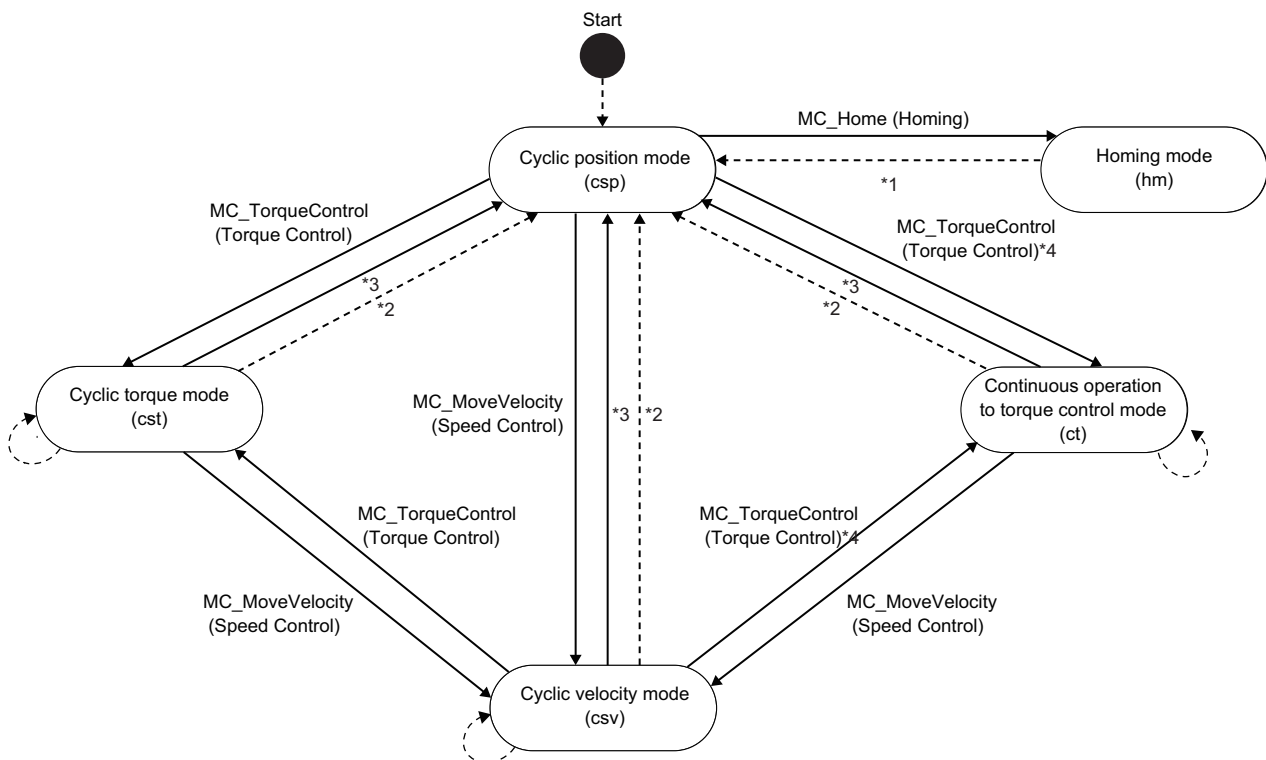 Start
Cyclic position mode
(csp)
MC_Home (Homing)
*1
Homing mode
(hm)
MC_TorqueControl
(Torque Control)
*3
*2
MC_TorqueControl
(Torque Control)*4
*3
*2
Cyclic torque mode
(cst)
MC_MoveVelocity
(Speed Control)
*3
*2
Continuous operation
to torque control mode
(ct)
MC_TorqueControl
(Torque Control)
MC_TorqueControl
(Torque Control)*4
MC_MoveVelocity
(Speed Control)
MC_MoveVelocity
(Speed Control)
Cyclic velocity mode
(csv)